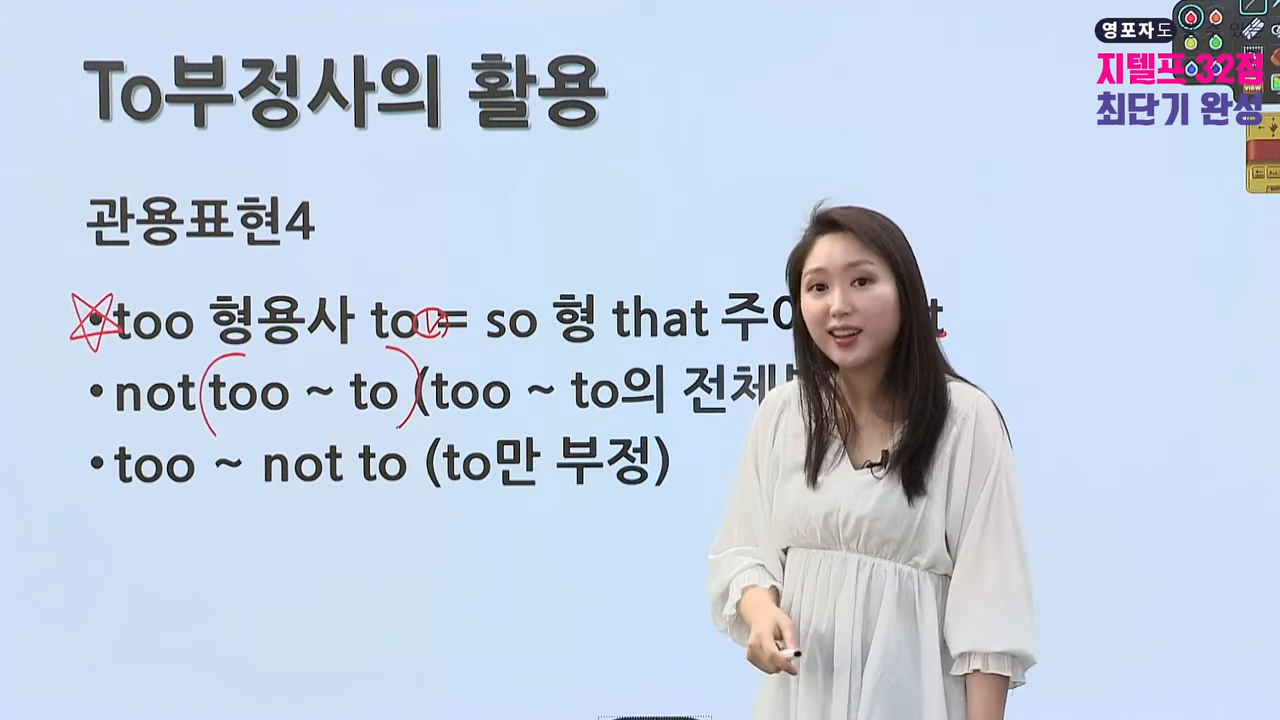 영포자도
지텔프 32점
최단기 완성
To부정사의 활용
관용표현4
•too 형용사 to v = so 형 that 주 t
•not too ~ to (too ~ to의 전체
•too ~ not to (to만 부정)